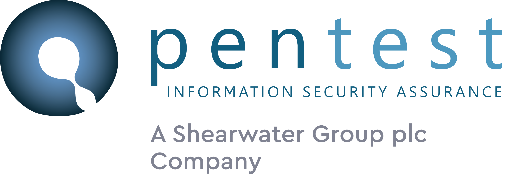 pentest
INFORMATION SECURITY ASSURANCE
A Shearwater Group plc
Company